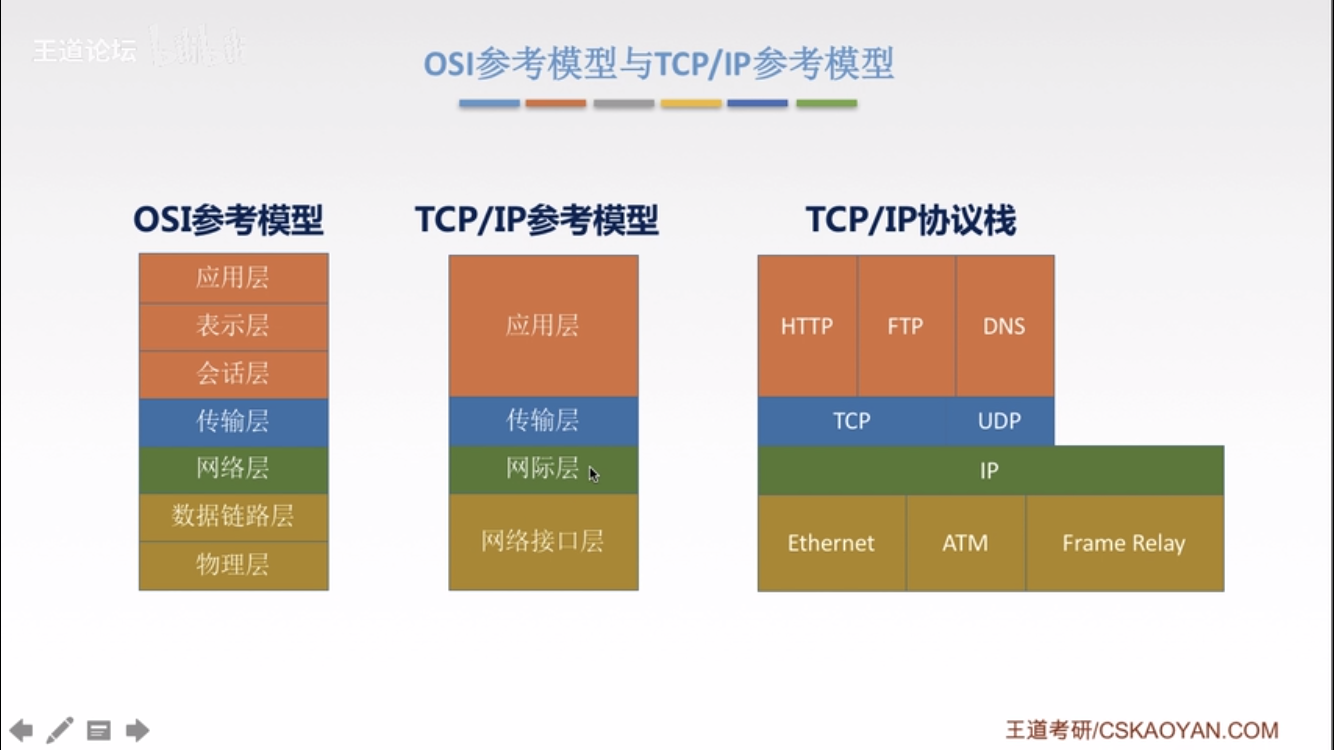 王道论坛
OSI参考模型与TCP/IP参考模型
OSI参考模型
应用层
表示层
会话层
传输层
网络层
数据链路层
物理层
TCP/IP参考模型
应用层
传输层
网际层
网络接口层
TCP/IP协议栈
HTTP FTP DNS
TCP UDP
IP
Ethernet ATM Frame Relay
王道考研/CSKAOYAN.COM